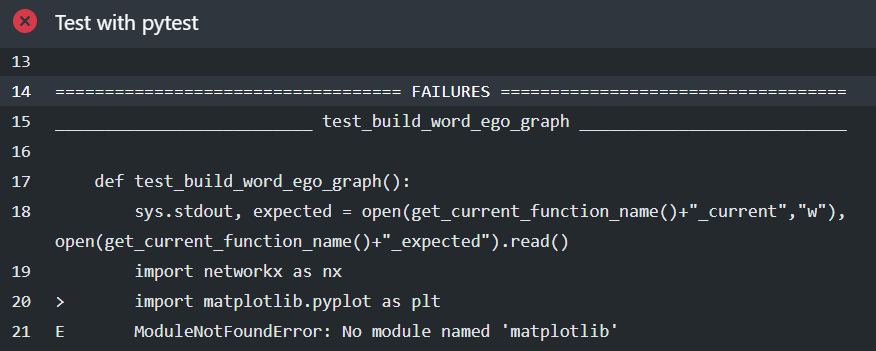 Test with pytest
13
14 =================================== FAILURES ===================================
15 __________________________ test_build_word_ego_graph ___________________________
16
17     def test_build_word_ego_graph():
18         sys.stdout, expected = open(get_current_function_name()+"_current","w"),
open(get_current_function_name()+"_expected").read()
19         import networkx as nx
20 >       import matplotlib.pyplot as plt
21 E       ModuleNotFoundError: No module named 'matplotlib'